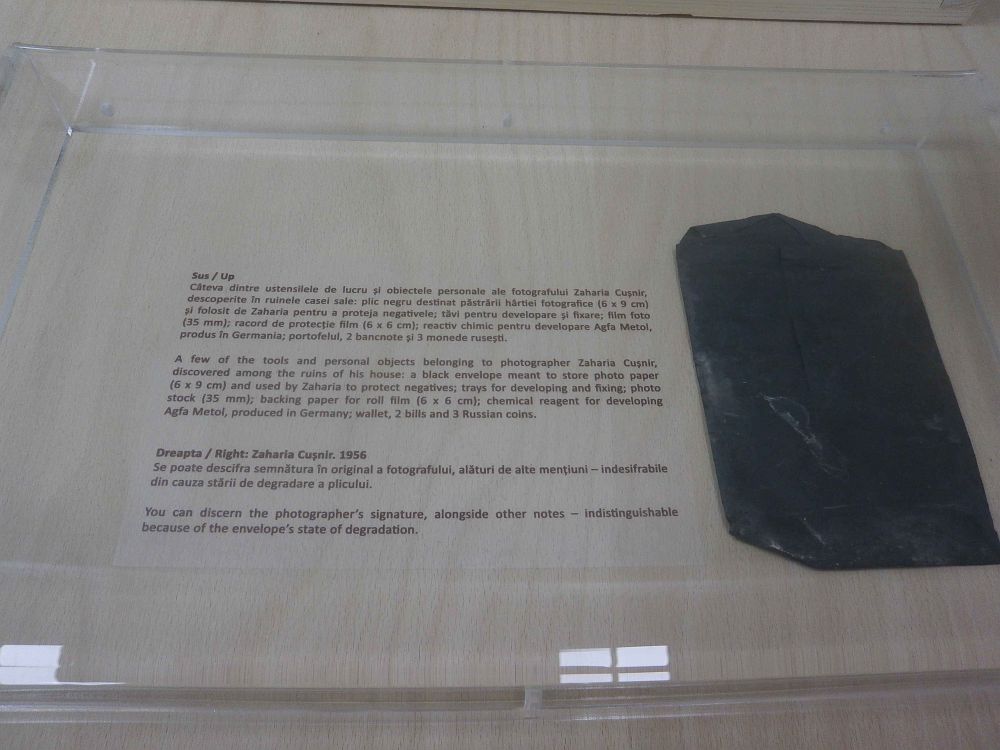 Sus / Up
Câteva dintre ustensilele de lucru și obiectele personale ale fotografului Zaharia Cușnir,
descoperite în ruinele casei sale: plic negru destinat păstrării hârtiei fotografice (6 x 9 cm)
și folosit de Zaharia pentru a proteja negativele; tăvi pentru developare și fixare; film foto
(35 mm); racord de protecție film (6 x 6 cm); reactiv chimic pentru developare Agfa Metol,
produs în Germania; portofelul, 2 bancnote și 3 monede rusești.
A few of the tools and personal objects belonging to photographer Zaharia Cușnir,
discovered among the ruins of his house: a black envelope meant to store photo paper
(6 x 9 cm) and used by Zaharia to protect negatives; trays for developing and fixing; photo
stock (35 mm); backing paper for roll film (6 x 6 cm); chemical reagent for developing
Agfa Metol, produced in Germany; wallet, 2 bills and 3 Russian coins.
Dreapta / Right: Zaharia Cușnir. 1956
Se poate descifra semnătura în original a fotografului, alături de alte mențiuni – indesifrabile
din cauza stării de degradare a plicului.
You can discern the photographer's signature, alongside other notes – indistinguishable
because of the envelope's state of degradation.